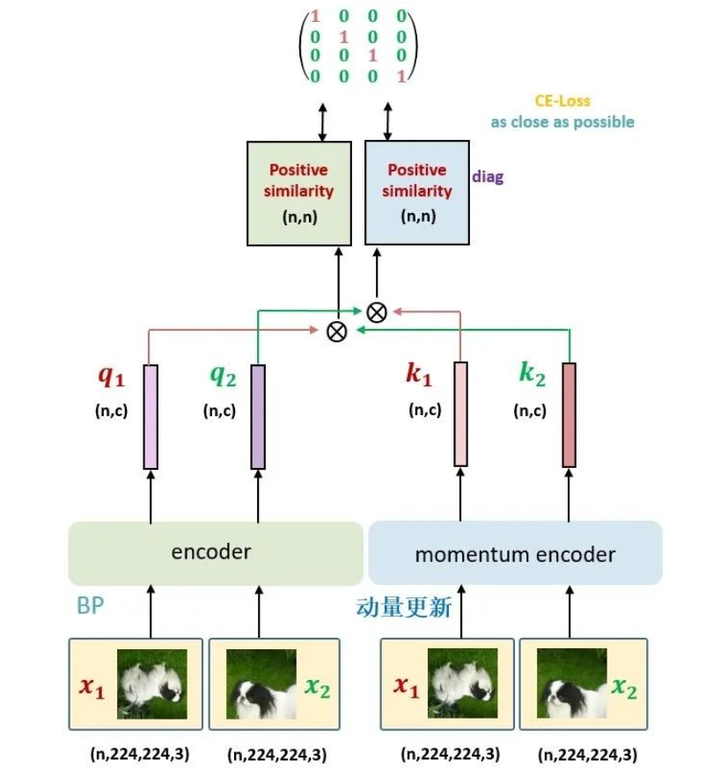 1 0 0 0
0 1 0 0
0 0 1 0
0 0 0 1
CE-Loss
as close as possible
Positive
similarity
(n,n)
Positive
similarity
(n,n)
diag
⊗
⊗
q₁
(n,c)
q₂
(n,c)
k₁
(n,c)
k₂
(n,c)
encoder
momentum encoder
BP
动量更新
x₁
x₂
x₁
x₂
(n,224,224,3)
(n,224,224,3)
(n,224,224,3)
(n,224,224,3)